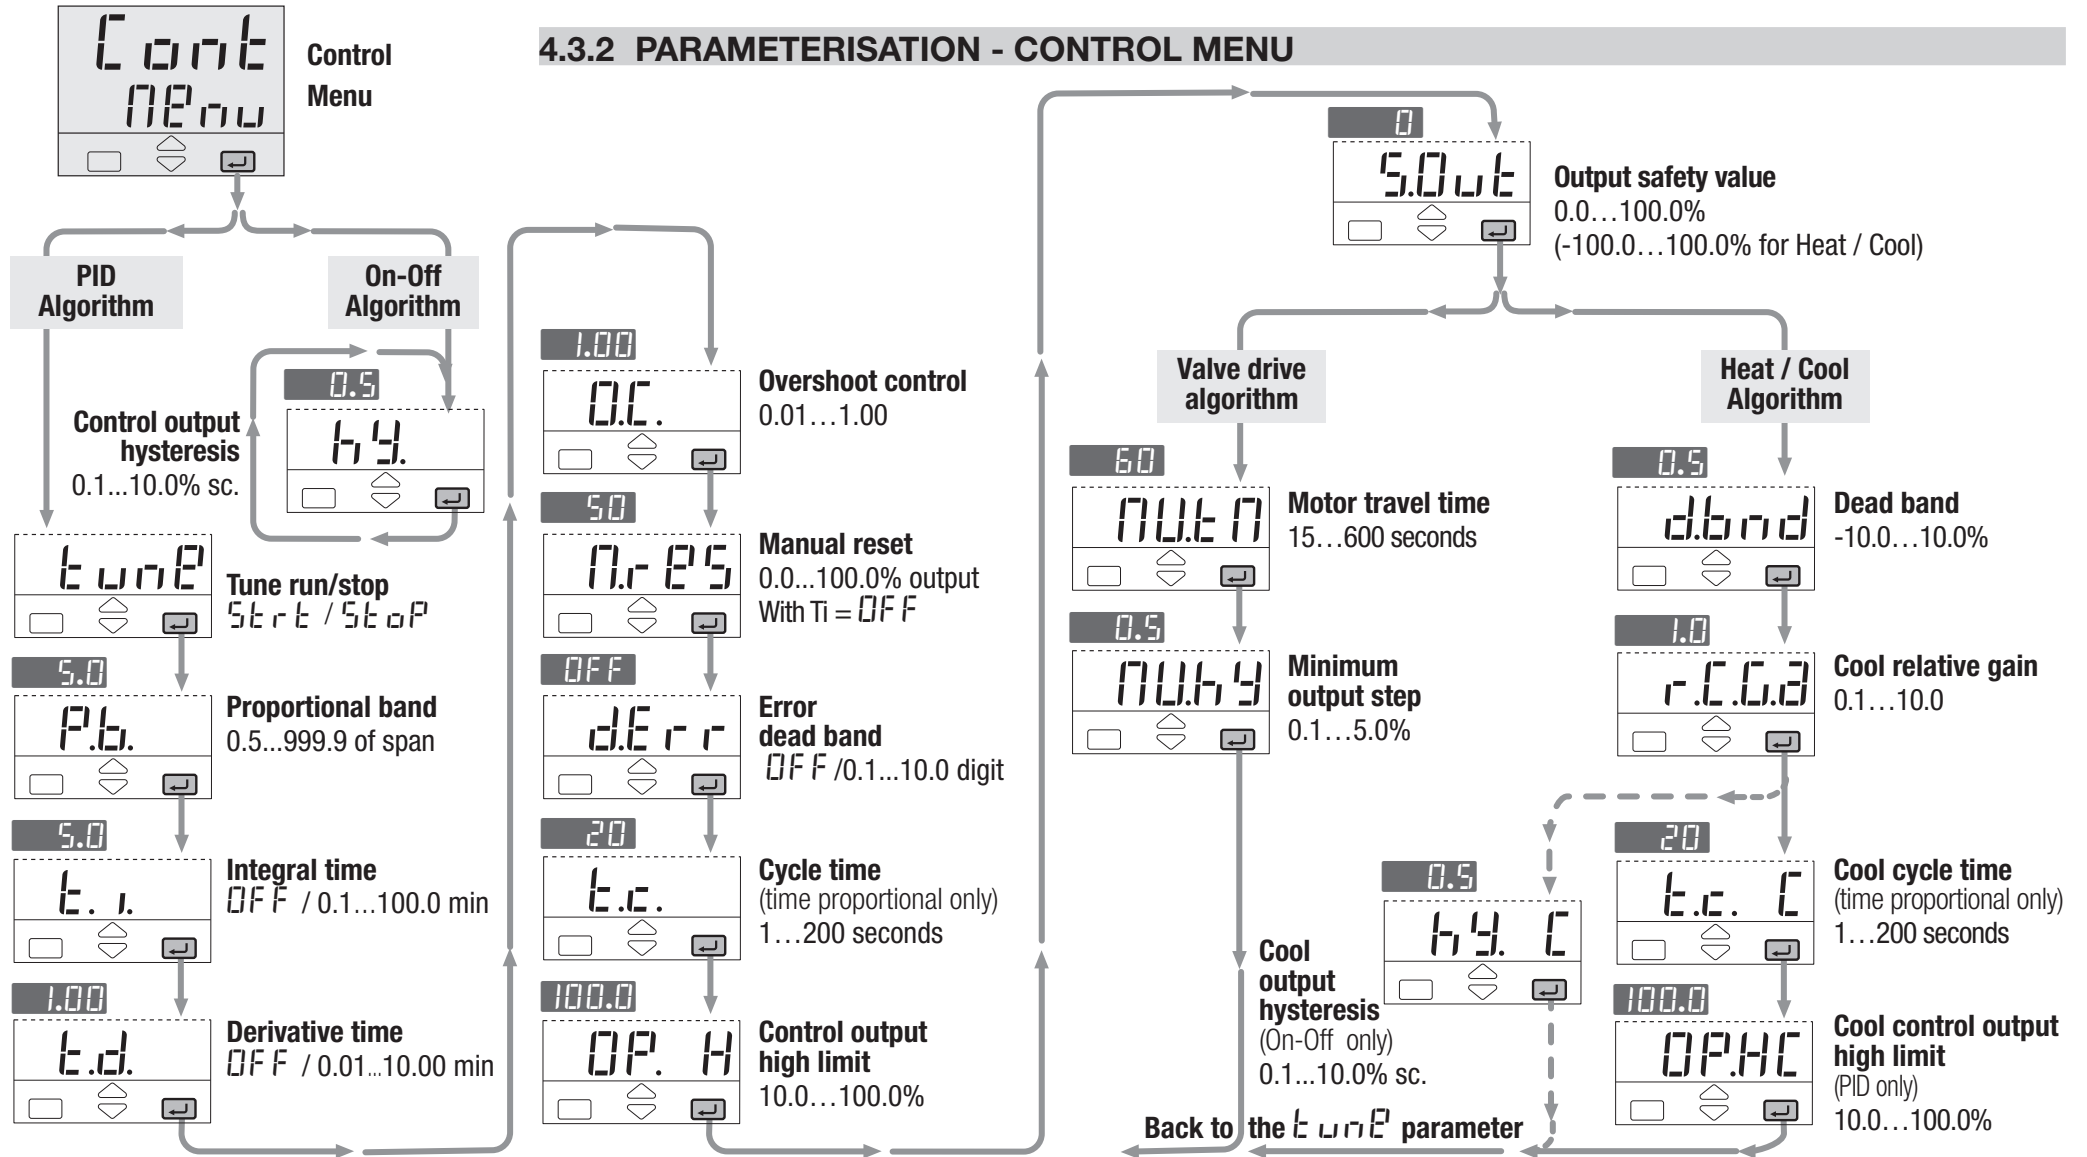 Cont
Menu
Control
Menu
4.3.2 PARAMETERISATION - CONTROL MENU
PID
Algorithm
On-Off
Algorithm
0.5
hy.
Control output
hysteresis
0.1...10.0% sc.
tune
Tune run/stop
Strt / StoP
5.0
P.b.
Proportional band
0.5...999.9 of span
5.0
t.i.
Integral time
OFF / 0.1...100.0 min
1.00
t.d.
Derivative time
OFF / 0.01...10.00 min
1.00
O.C.
Overshoot control
0.01…1.00
50
M.reS
Manual reset
0.0...100.0% output
With Ti = OFF
OFF
d.Err
Error
dead band
OFF /0.1...10.0 digit
20
t.c.
Cycle time
(time proportional only)
1…200 seconds
100.0
OP. H
Control output
high limit
10.0…100.0%
0
S.Out
Output safety value
0.0…100.0%
(-100.0…100.0% for Heat / Cool)
Valve drive
algorithm
60
MU.tM
Motor travel time
15…600 seconds
0.5
MU.hy
Minimum
output step
0.1…5.0%
Heat / Cool
Algorithm
0.5
d.bnd
Dead band
-10.0…10.0%
1.0
r.C.G.a
Cool relative gain
0.1…10.0
0.5
hy. C
Cool
output
hysteresis
(On-Off only)
0.1...10.0% sc.
20
t.c. C
Cool cycle time
(time proportional only)
1…200 seconds
100.0
OP.HC
Cool control output
high limit
(PID only)
10.0…100.0%
Back to the tune parameter